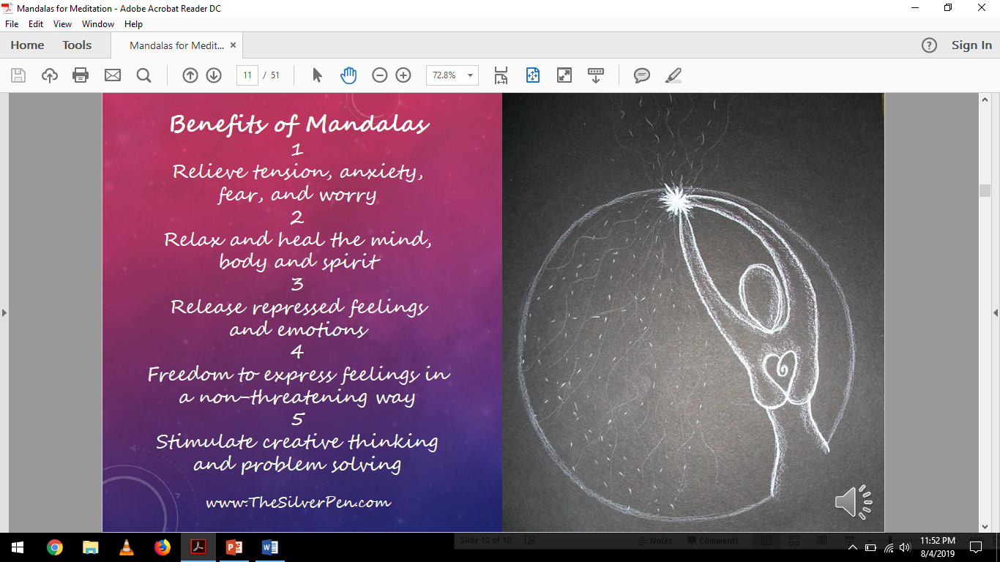 Mandalas for Meditation - Adobe Acrobat Reader DC
File Edit View Window Help
Home Tools Mandalas for Medit... × ? Sign In
11 / 51 72.8%
Benefits of Mandalas
1
Relieve tension, anxiety,
fear, and worry
2
Relax and heal the mind,
body and spirit
3
Release repressed feelings
and emotions
4
Freedom to express feelings in
a non-threatening way
5
Stimulate creative thinking
and problem solving
www.TheSilverPen.com
Slide 10 of 10 Notes Comments
11:52 PM
8/4/2019